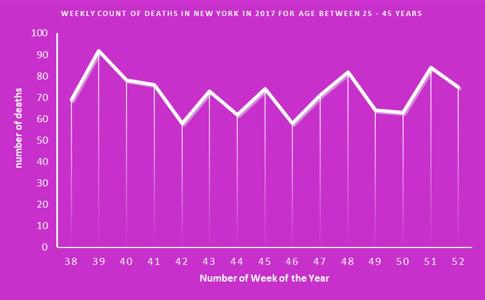 WEEKLY COUNT OF DEATHS IN NEW YORK IN 2017 FOR AGE BETWEEN 25 - 45 YEARS
100
90
80
70
60
50
40
30
20
10
0
number of deaths
38 39 40 41 42 43 44 45 46 47 48 49 50 51 52
Number of Week of the Year